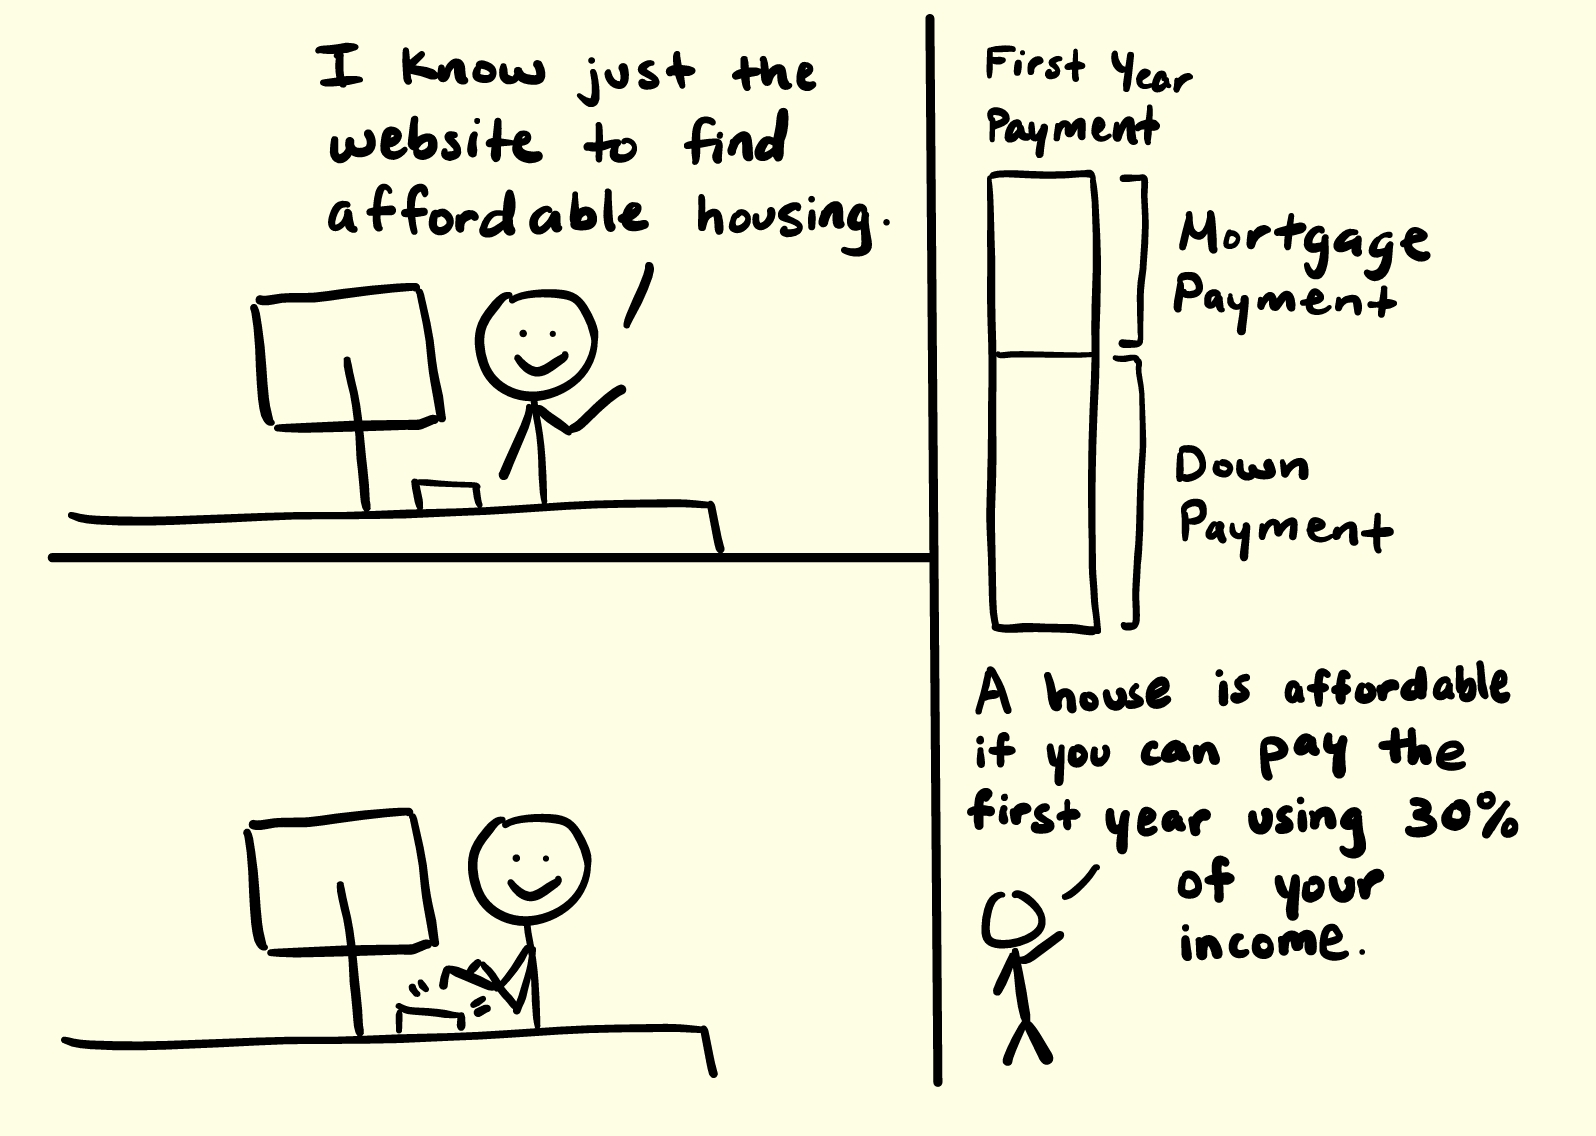 I know just the
website to find
affordable housing.
First Year
Payment
Mortgage
Payment
Down
Payment
A house is affordable
if you can pay the
first year using 30%
of your
income.